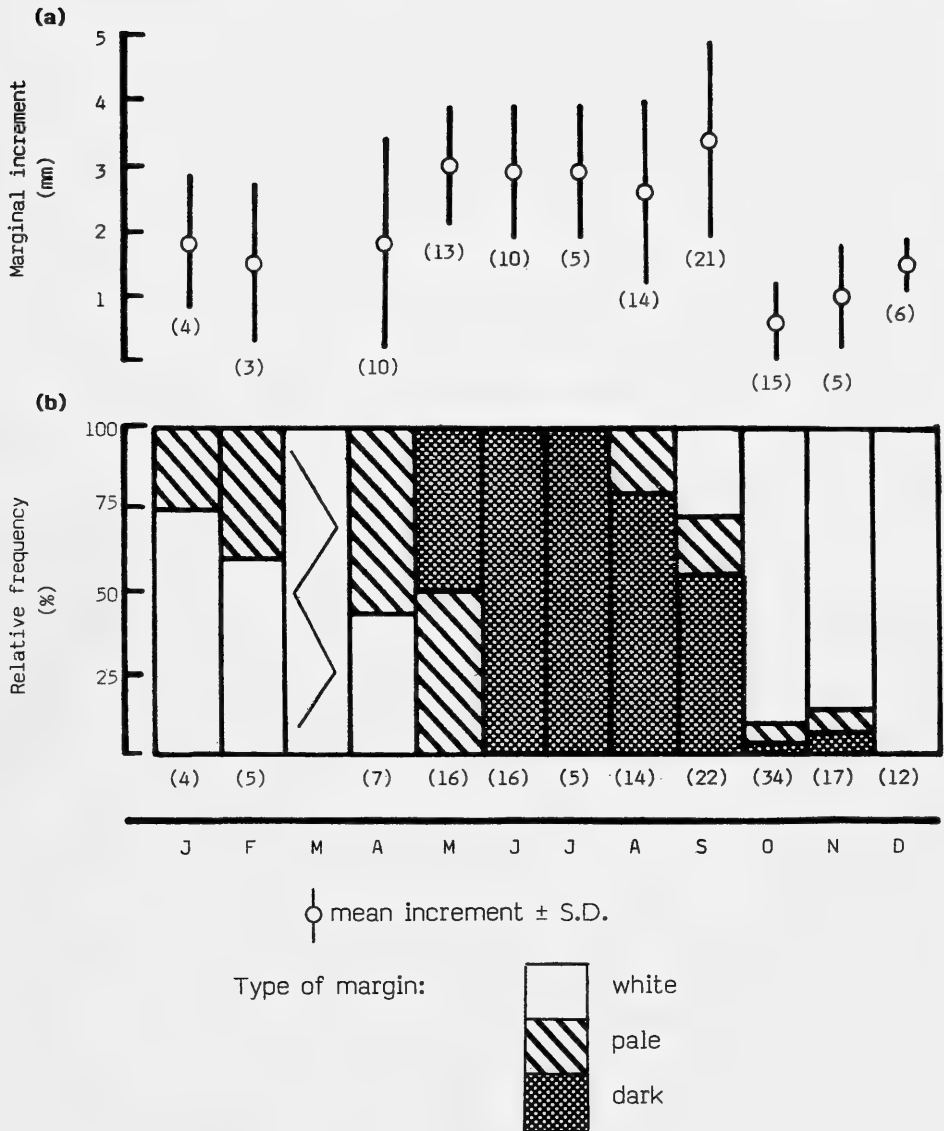 (a)
Marginal increment
(mm)
5
4
3
2
1
(4)
(3)
(10)
(13)
(10)
(5)
(14)
(21)
(15)
(5)
(6)
(b)
Relative frequency
(%)
100
75
50
25
(4) (5) (7) (16) (16) (5) (14) (22) (34) (17) (12)
J F M A M J J A S O N D
mean increment ± S.D.
Type of margin:
white
pale
dark